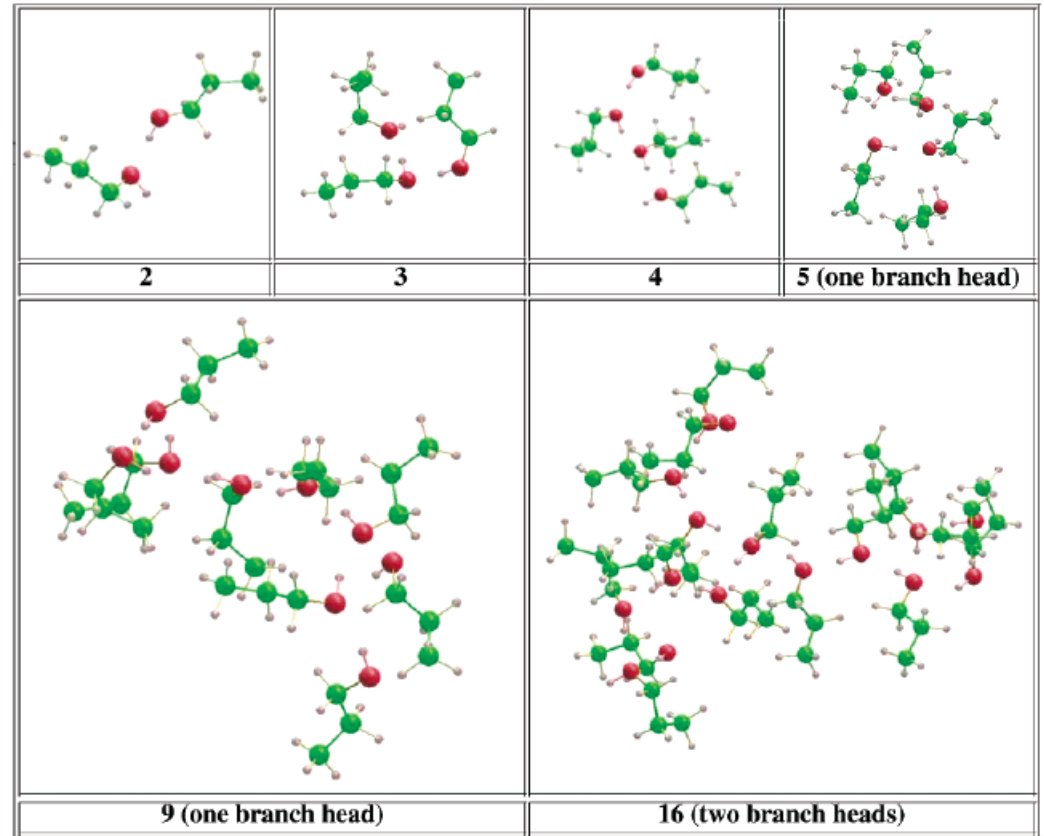 2
3
4
5 (one branch head)
9 (one branch head)
16 (two branch heads)